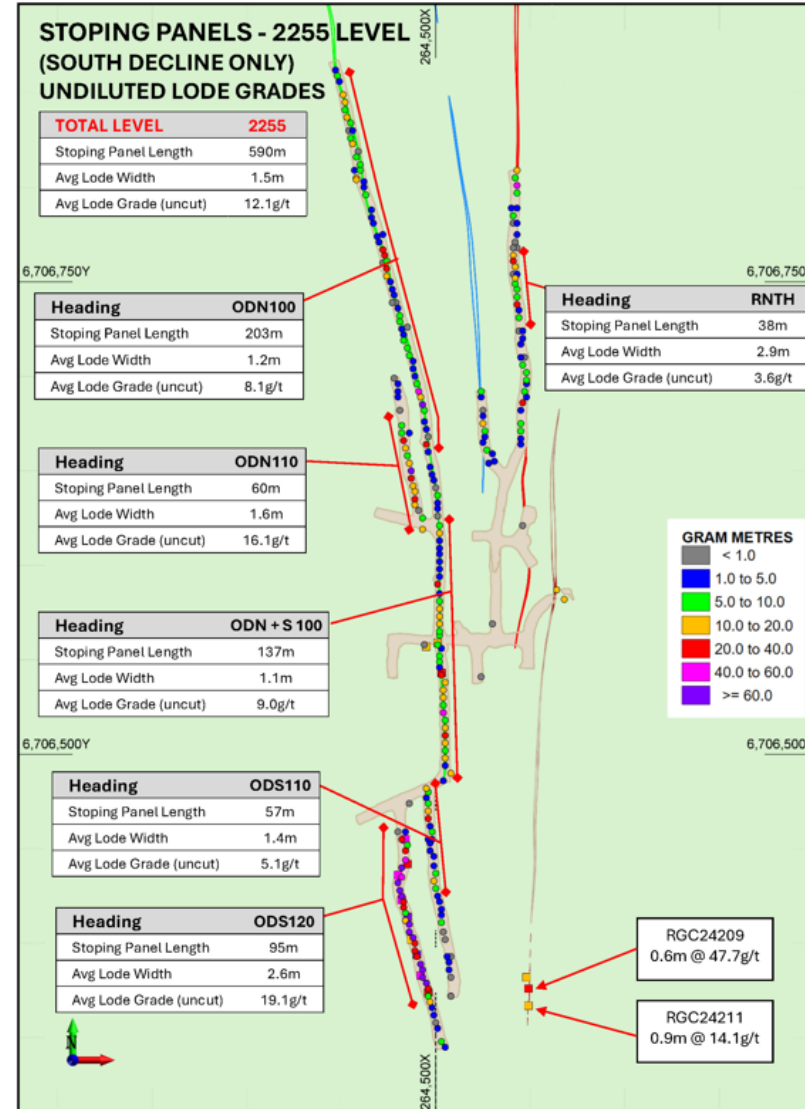 STOPING PANELS - 2255 LEVEL
(SOUTH DECLINE ONLY)
UNDILUTED LODE GRADES
264,500X
TOTAL LEVEL 2255
Stoping Panel Length 590m
Avg Lode Width 1.5m
Avg Lode Grade (uncut) 12.1g/t
6,706,750Y
6,706,750
Heading ODN100
Stoping Panel Length 203m
Avg Lode Width 1.2m
Avg Lode Grade (uncut) 8.1g/t
Heading RNTH
Stoping Panel Length 38m
Avg Lode Width 2.9m
Avg Lode Grade (uncut) 3.6g/t
Heading ODN110
Stoping Panel Length 60m
Avg Lode Width 1.6m
Avg Lode Grade (uncut) 16.1g/t
GRAM METRES
< 1.0
1.0 to 5.0
5.0 to 10.0
10.0 to 20.0
20.0 to 40.0
40.0 to 60.0
>= 60.0
Heading ODN + S 100
Stoping Panel Length 137m
Avg Lode Width 1.1m
Avg Lode Grade (uncut) 9.0g/t
6,706,500Y
6,706,500
Heading ODS110
Stoping Panel Length 57m
Avg Lode Width 1.4m
Avg Lode Grade (uncut) 5.1g/t
Heading ODS120
Stoping Panel Length 95m
Avg Lode Width 2.6m
Avg Lode Grade (uncut) 19.1g/t
RGC24209
0.6m @ 47.7g/t
RGC24211
0.9m @ 14.1g/t
N
264,500X